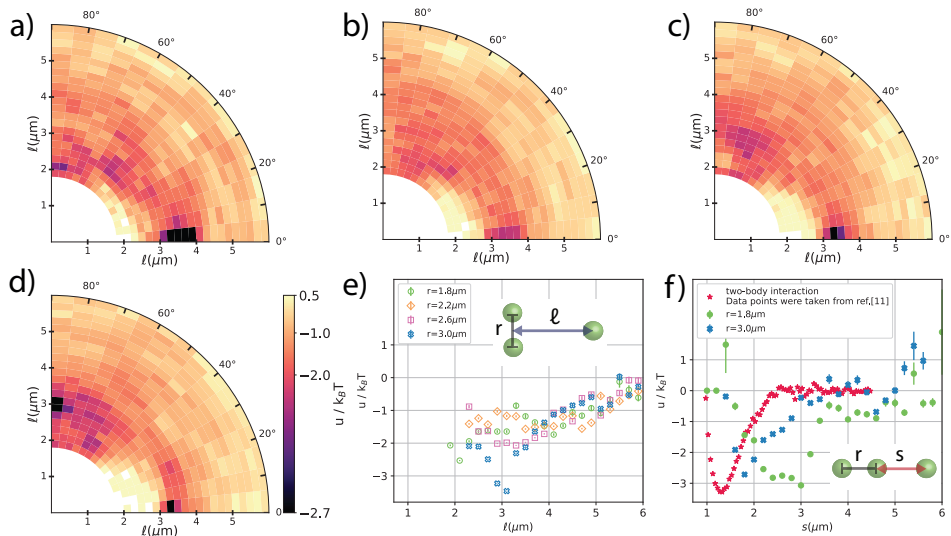 a)
80°
60°
40°
20°
0°
ℓ(µm)
5
4
3
2
1
1 2 3 4 5
ℓ(µm)
b)
80°
60°
40°
20°
0°
ℓ(µm)
5
4
3
2
1
1 2 3 4 5
ℓ(µm)
c)
80°
60°
40°
20°
0°
ℓ(µm)
5
4
3
2
1
1 2 3 4 5
ℓ(µm)
d)
80°
60°
40°
20°
0°
ℓ(µm)
5
4
3
2
1
1 2 3 4 5
ℓ(µm)
0.5
−1.0
−2.0
−2.7
u / k_BT
e)
r=1.8µm
r=2.2µm
r=2.6µm
r=3.0µm
r
ℓ
u / k_BT
1
0
−1
−2
−3
2 3 4 5 6
ℓ(µm)
f)
two-body interaction
Data points were taken from ref,[11]
r=1.8µm
r=3.0µm
r s
u / k_BT
1
0
−1
−2
−3
1 2 3 4 5 6
s(µm)